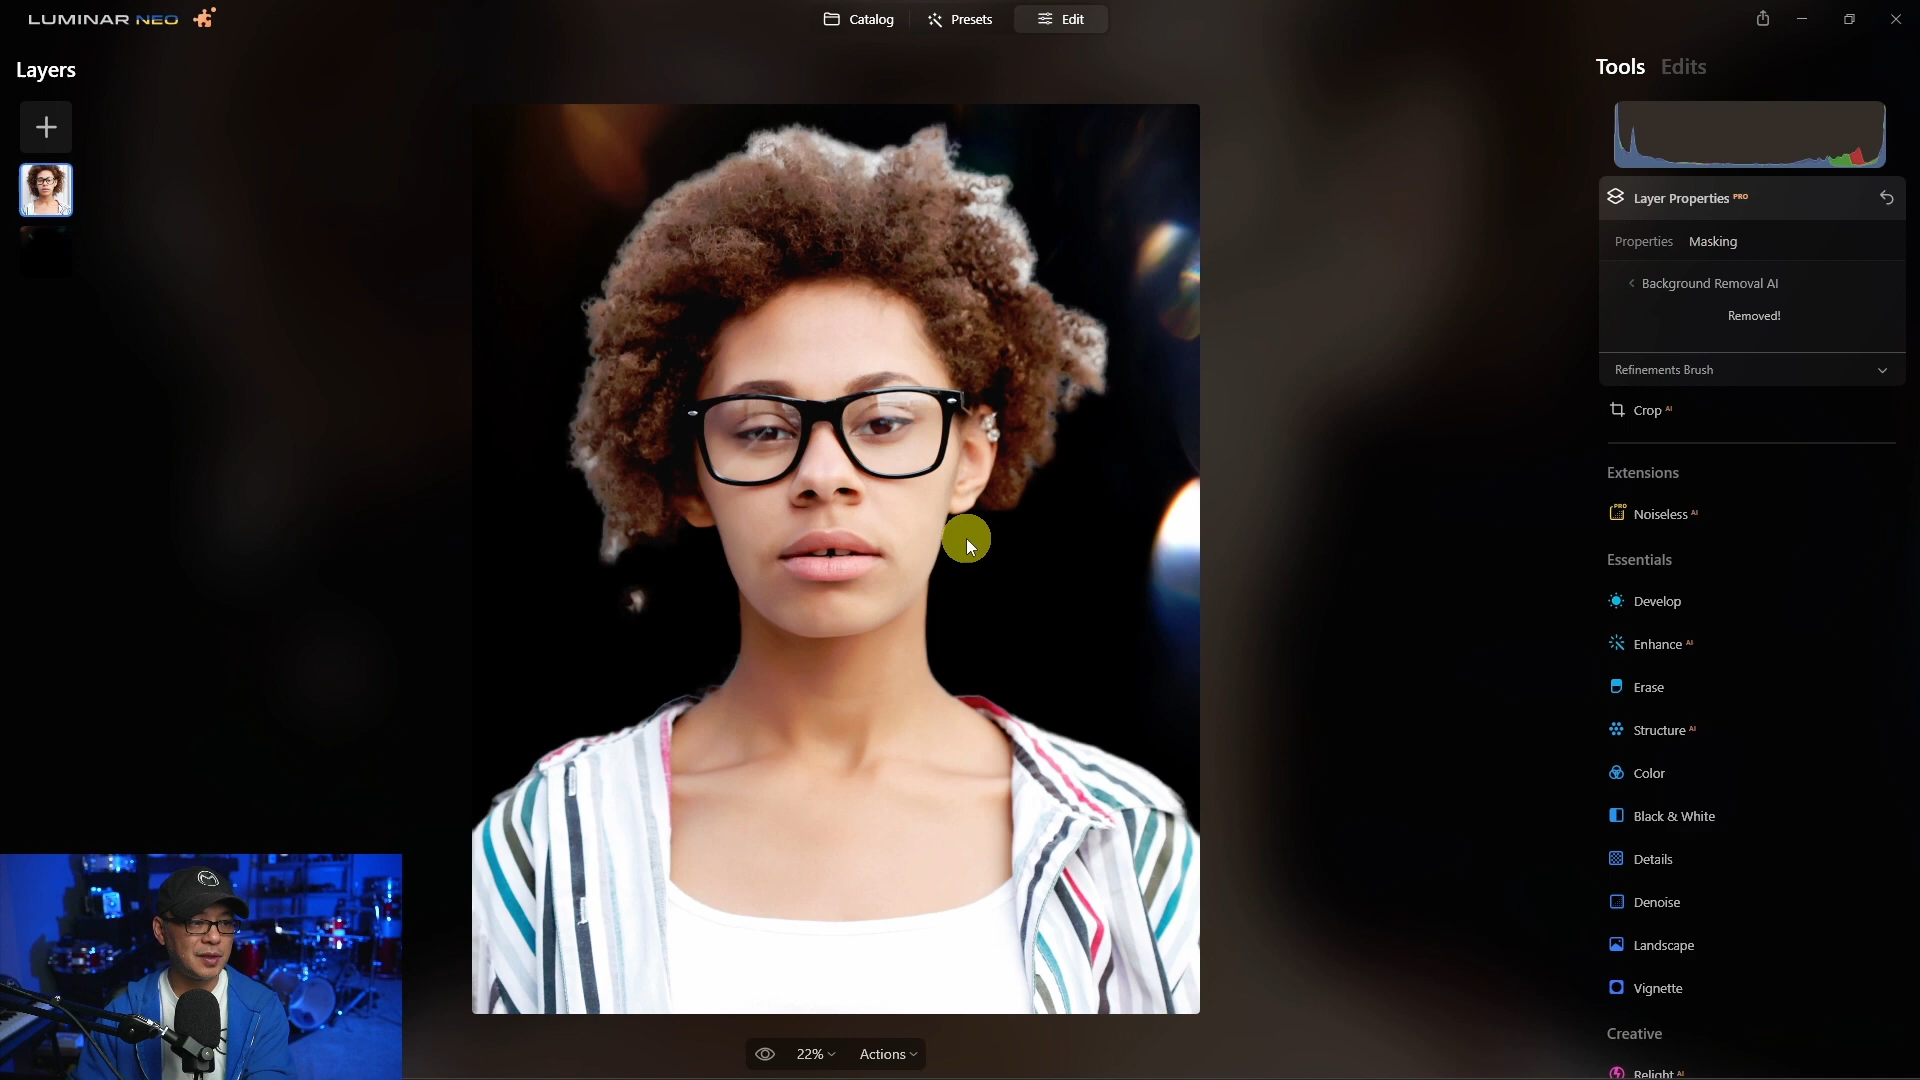 LUMINAR NEO
Catalog
Presets
Edit
Layers
Tools Edits
Layer Properties PRO
Properties Masking
Background Removal AI
Removed!
Refinements Brush
Crop AI
Extensions
PRO
Noiseless AI
Essentials
Develop
Enhance AI
Erase
Structure AI
Color
Black & White
Details
Denoise
Landscape
Vignette
Creative
Relight AI
22%
Actions